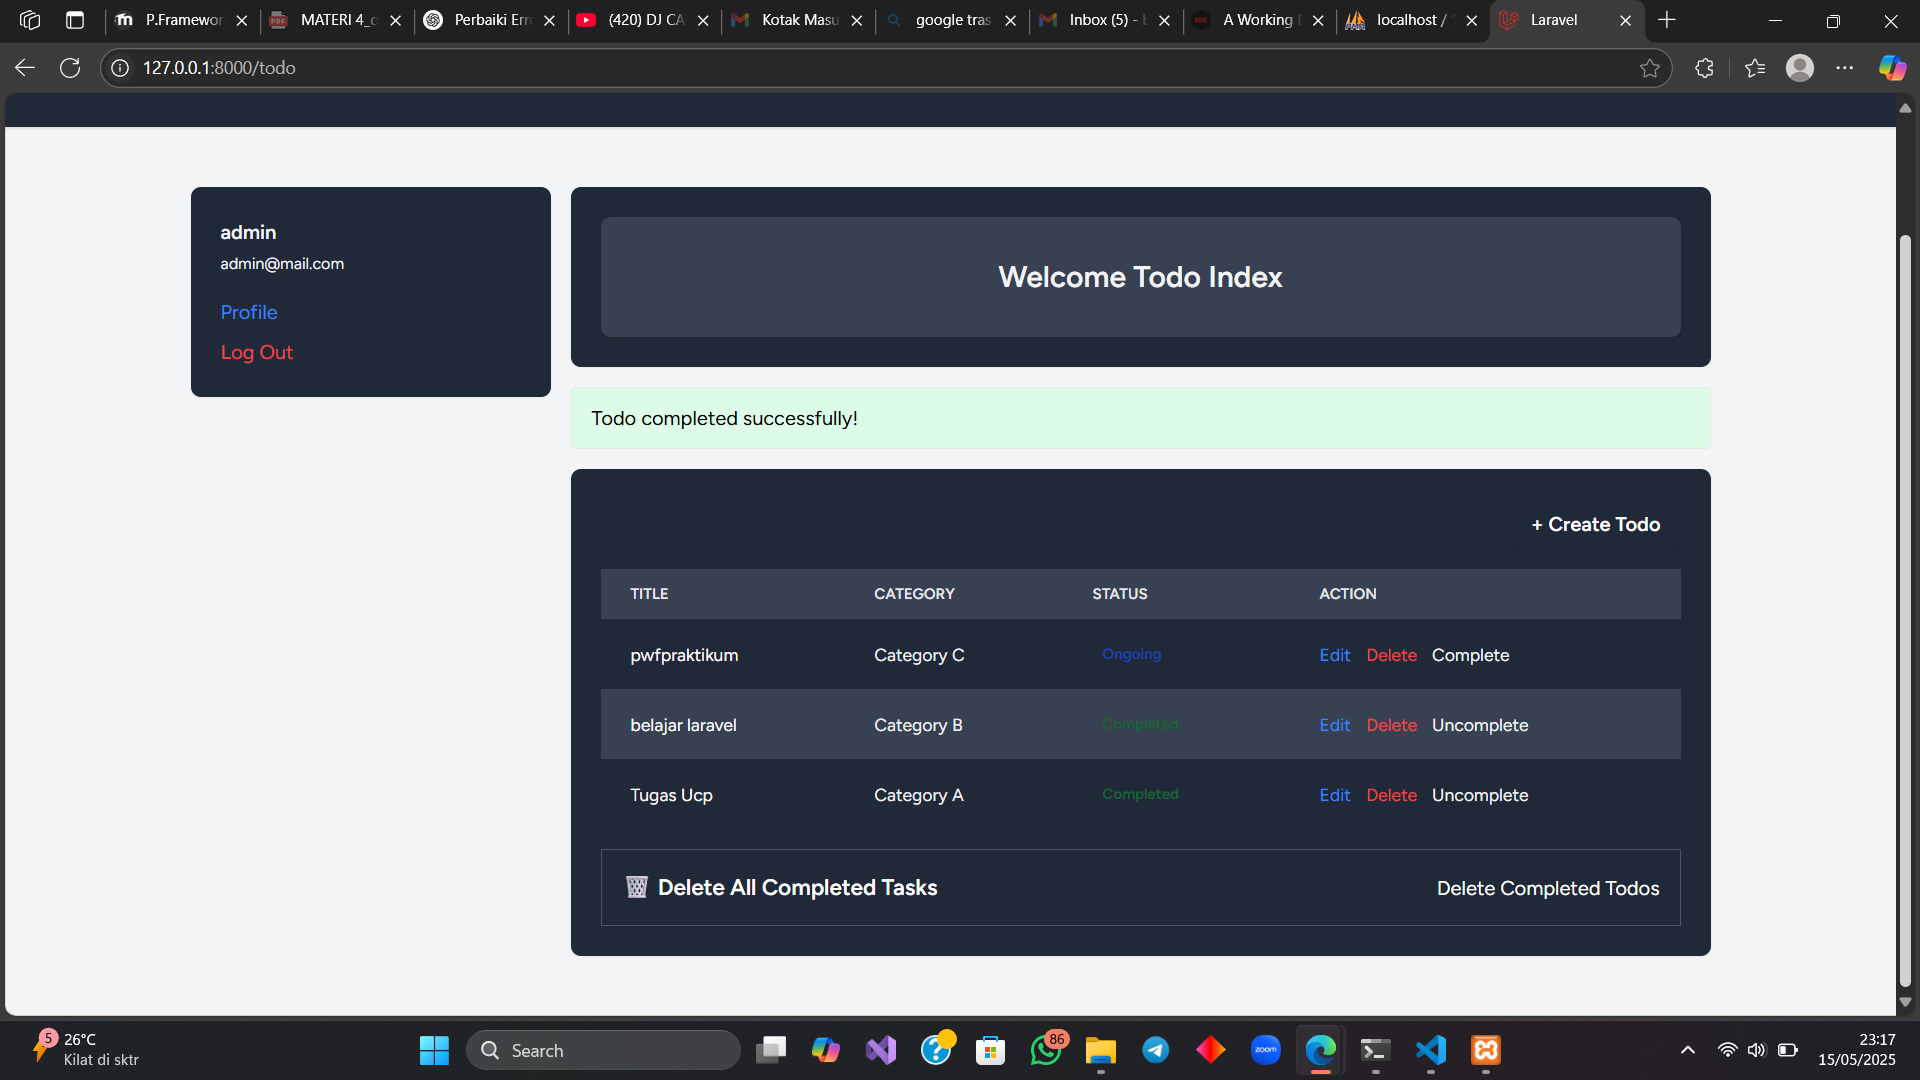 P.Framewor
MATERI 4_c
Perbaiki Erro
(420) DJ CA
Kotak Masu
google tras
Inbox (5) - b
A Working
localhost /
Laravel
127.0.0.1:8000/todo
admin
admin@mail.com
Profile
Log Out
Welcome Todo Index
Todo completed successfully!
+ Create Todo
TITLE CATEGORY STATUS ACTION
pwfpraktikum Category C Ongoing Edit Delete Complete
belajar laravel Category B Completed Edit Delete Uncomplete
Tugas Ucp Category A Completed Edit Delete Uncomplete
Delete All Completed Tasks Delete Completed Todos
5
26°C
Kilat di sktr
Search
86
zoom
23:17
15/05/2025